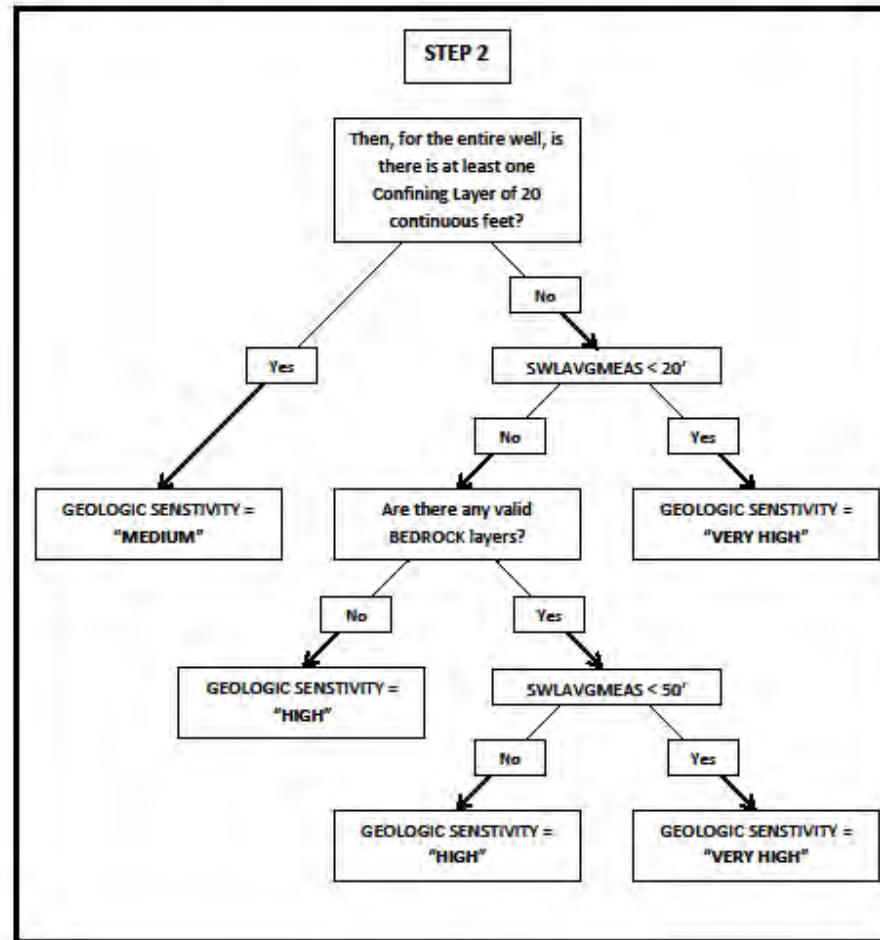 STEP 2
Then, for the entire well, is
there is at least one
Confining Layer of 20
continuous feet?
No
Yes
SWLAVGMEAS < 20'
No
Yes
GEOLOGIC SENSTIVITY =
"MEDIUM"
Are there any valid
BEDROCK layers?
GEOLOGIC SENSTIVITY =
"VERY HIGH"
No
Yes
GEOLOGIC SENSTIVITY =
"HIGH"
SWLAVGMEAS < 50'
No
Yes
GEOLOGIC SENSTIVITY =
"HIGH"
GEOLOGIC SENSTIVITY =
"VERY HIGH"